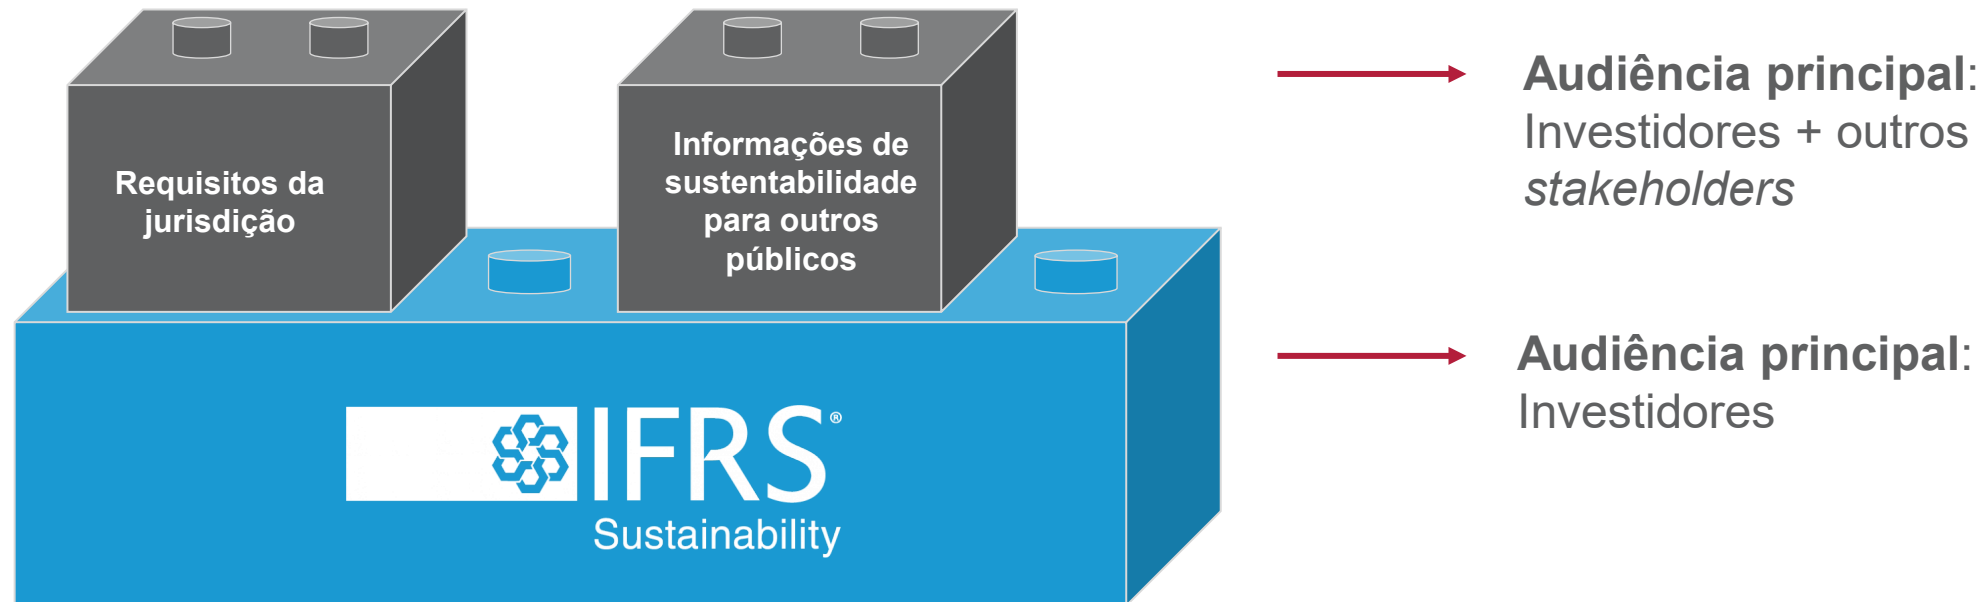 Requisitos da
jurisdição
Informações de
sustentabilidade
para outros
públicos
Audiência principal:
Investidores + outros
stakeholders
IFRS®
Sustainability
Audiência principal:
Investidores